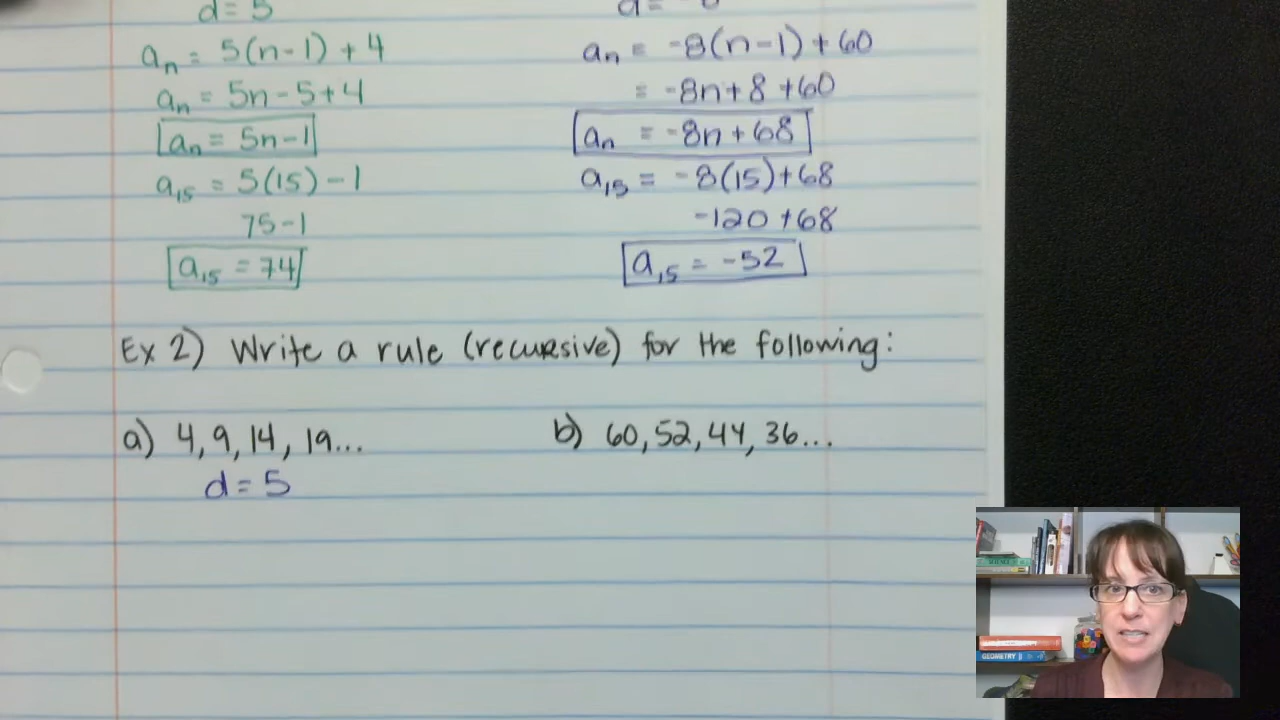 d = 5
aₙ = 5(n-1) + 4
aₙ = 5n - 5 + 4
aₙ = 5n - 1
a₁₅ = 5(15) - 1
75 - 1
a₁₅ = 74
aₙ = -8(n-1) + 60
= -8n + 8 + 60
aₙ = -8n + 68
a₁₅ = -8(15) + 68
-120 + 68
a₁₅ = -52
Ex 2) Write a rule (recursive) for the following:
a) 4, 9, 14, 19...
d = 5
b) 60, 52, 44, 36...
GEOMETRY